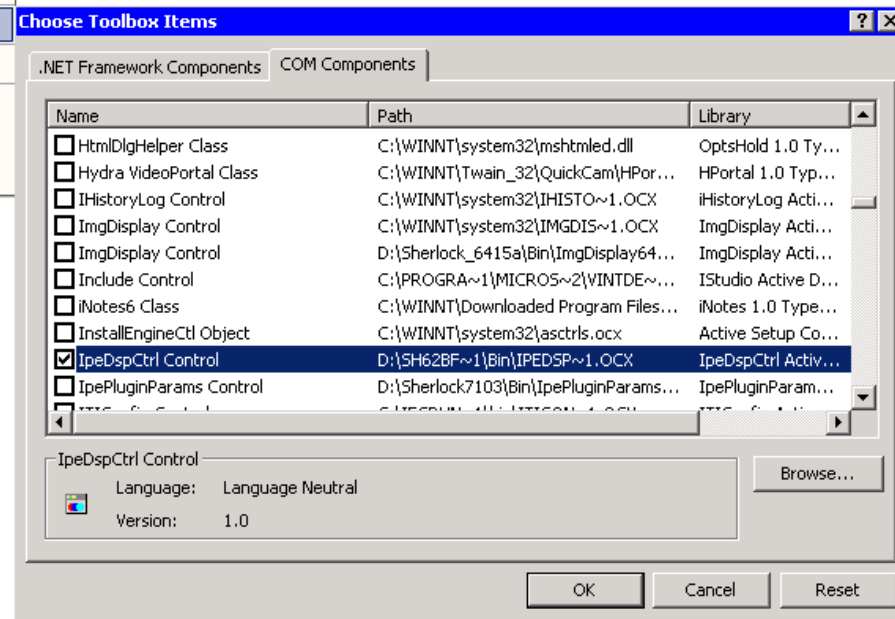 Choose Toolbox Items
.NET Framework Components COM Components
Name Path Library
HtmlDlgHelper Class C:\WINNT\system32\mshtmled.dll OptsHold 1.0 Ty...
Hydra VideoPortal Class C:\WINNT\Twain_32\QuickCam\HPor... HPortal 1.0 Typ...
IHistoryLog Control C:\WINNT\system32\IHISTO~1.OCX iHistoryLog Acti...
ImgDisplay Control C:\WINNT\system32\IMGDIS~1.OCX ImgDisplay Acti...
ImgDisplay Control D:\Sherlock_6415a\Bin\ImgDisplay64... ImgDisplay Acti...
Include Control C:\PROGRA~1\MICROS~2\VINTDE~... IStudio Active D...
iNotes6 Class C:\WINNT\Downloaded Program Files... iNotes 1.0 Type...
InstallEngineCtl Object C:\WINNT\system32\asctrls.ocx Active Setup Co...
IpeDspCtrl Control D:\SH62BF~1\Bin\IPEDSP~1.OCX IpeDspCtrl Activ...
IpePluginParams Control D:\Sherlock7103\Bin\IpePluginParams... IpePluginParam...
IpeDspCtrl Control
Language: Language Neutral
Version: 1.0
Browse...
OK Cancel Reset